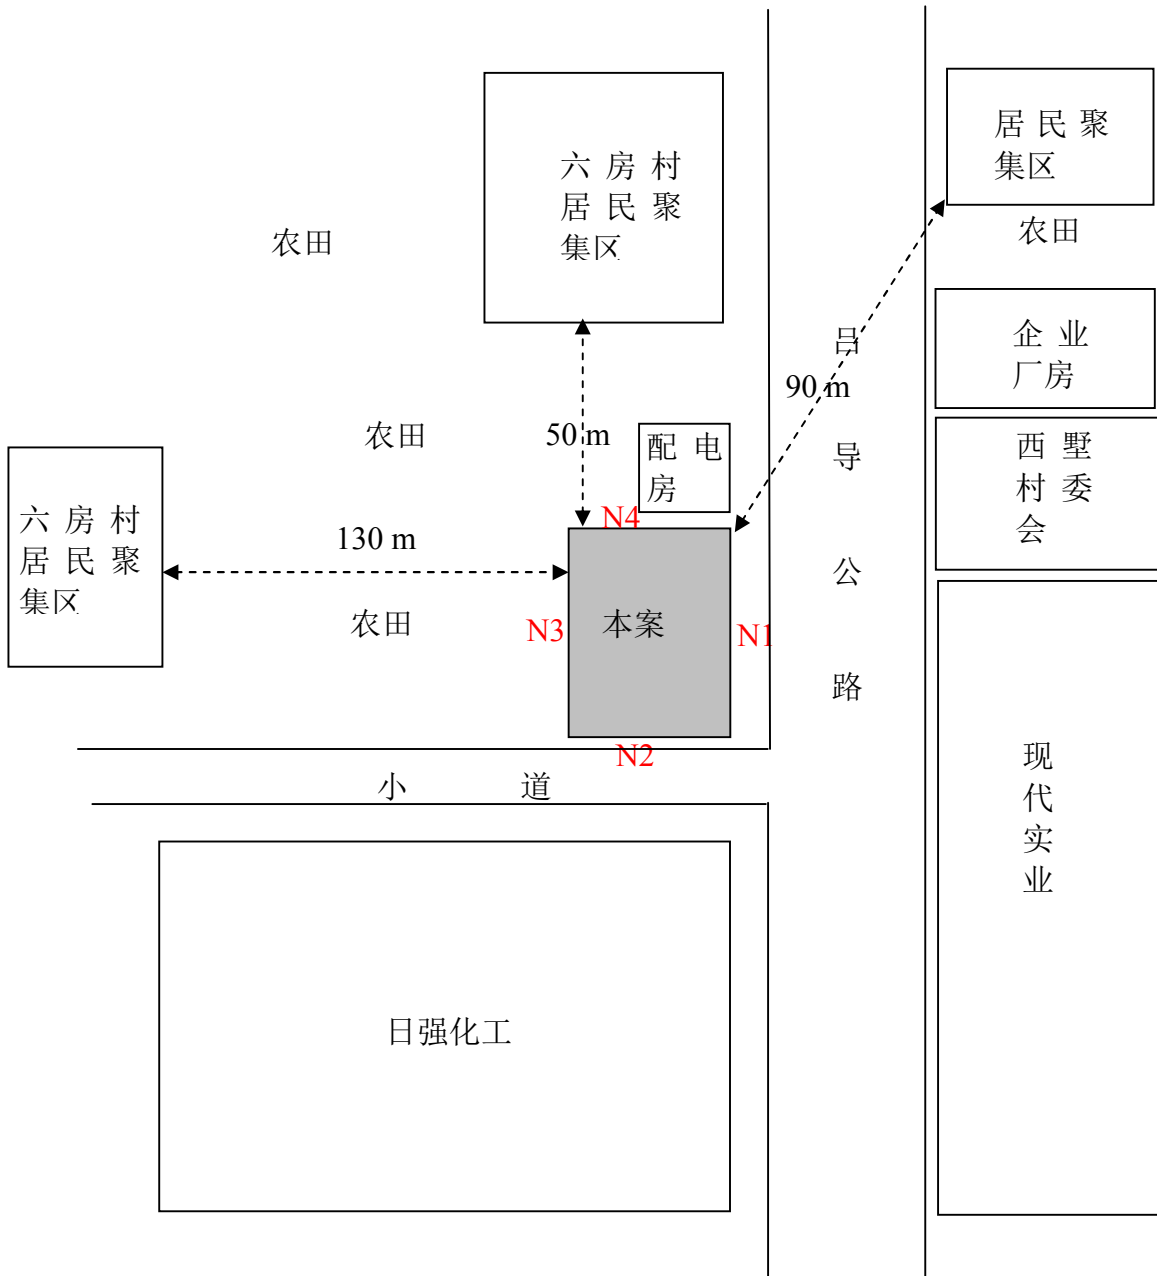 居 民 聚
集区
六 房 村
居 民 聚
集区
农田
农田
企 业
厂房
吕
导
公
路
90 m
50 m
农田
配 电
房
西 墅
村 委
会
六 房 村
居 民 聚
集区
130 m
N4
农田
N3
本案
N1
N2
小 道
现
代
实
业
日强化工